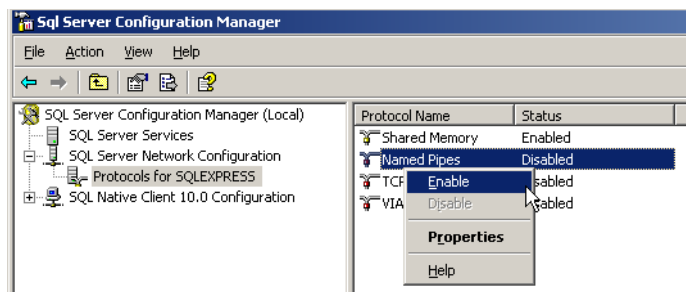 Sql Server Configuration Manager
File Action View Help
SQL Server Configuration Manager (Local)
SQL Server Services
SQL Server Network Configuration
Protocols for SQLEXPRESS
SQL Native Client 10.0 Configuration
Protocol Name Status
Shared Memory Enabled
Named Pipes Disabled
TCP sabled
VIA abled
Enable
Disable
Properties
Help